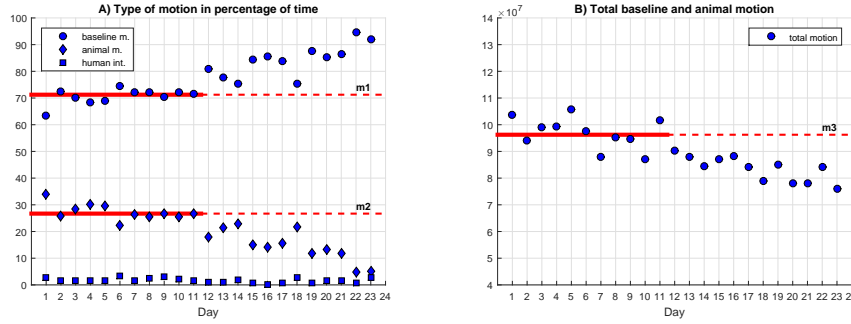 A) Type of motion in percentage of time
100
90
80
70
60
50
40
30
20
10
0
baseline m.
animal m.
human int.
m1
m2
1 2 3 4 5 6 7 8 9 10 11 12 13 14 15 16 17 18 19 20 21 22 23 24
Day
B) Total baseline and animal motion
×10⁷
14
13
12
11
10
9
8
7
6
5
4
total motion
m3
1 2 3 4 5 6 7 8 9 10 11 12 13 14 15 16 17 18 19 20 21 22 23
Day